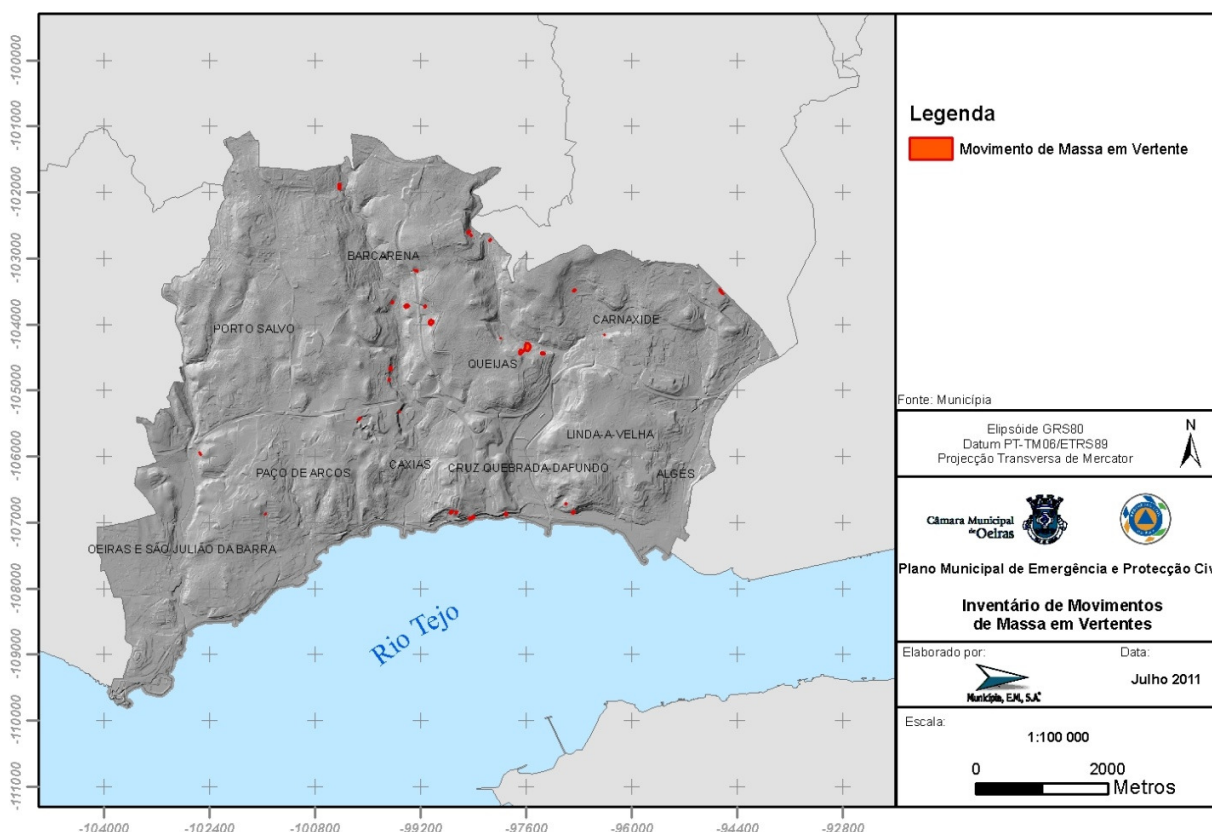 -100000
-101000
-102000
-103000
-104000
-105000
-106000
-107000
-108000
-109000
-110000
-111000
BARCARENA
PORTO SALVO
CARNAXIDE
QUEIJAS
LINDA-A-VELHA
PAÇO DE ARCOS
CAXIAS
CRUZ QUEBRADA-DAFUNDO
ALGÉS
OEIRAS E SÃO JULIÃO DA BARRA
Rio Tejo
-104000 -102400 -100800 -99200 -97600 -96000 -94400 -92800
Legenda
Movimento de Massa em Vertente
Fonte: Municípia
Elipsóide GRS80
Datum PT-TM06/ETRS89
Projecção Transversa de Mercator
N
Câmara Municipal
de Oeiras
Plano Municipal de Emergência e Protecção Civ
Inventário de Movimentos
de Massa em Vertentes
Elaborado por:
Municípia, E.M., S.A.
Data:
Julho 2011
Escala:
1:100 000
0 2000
Metros